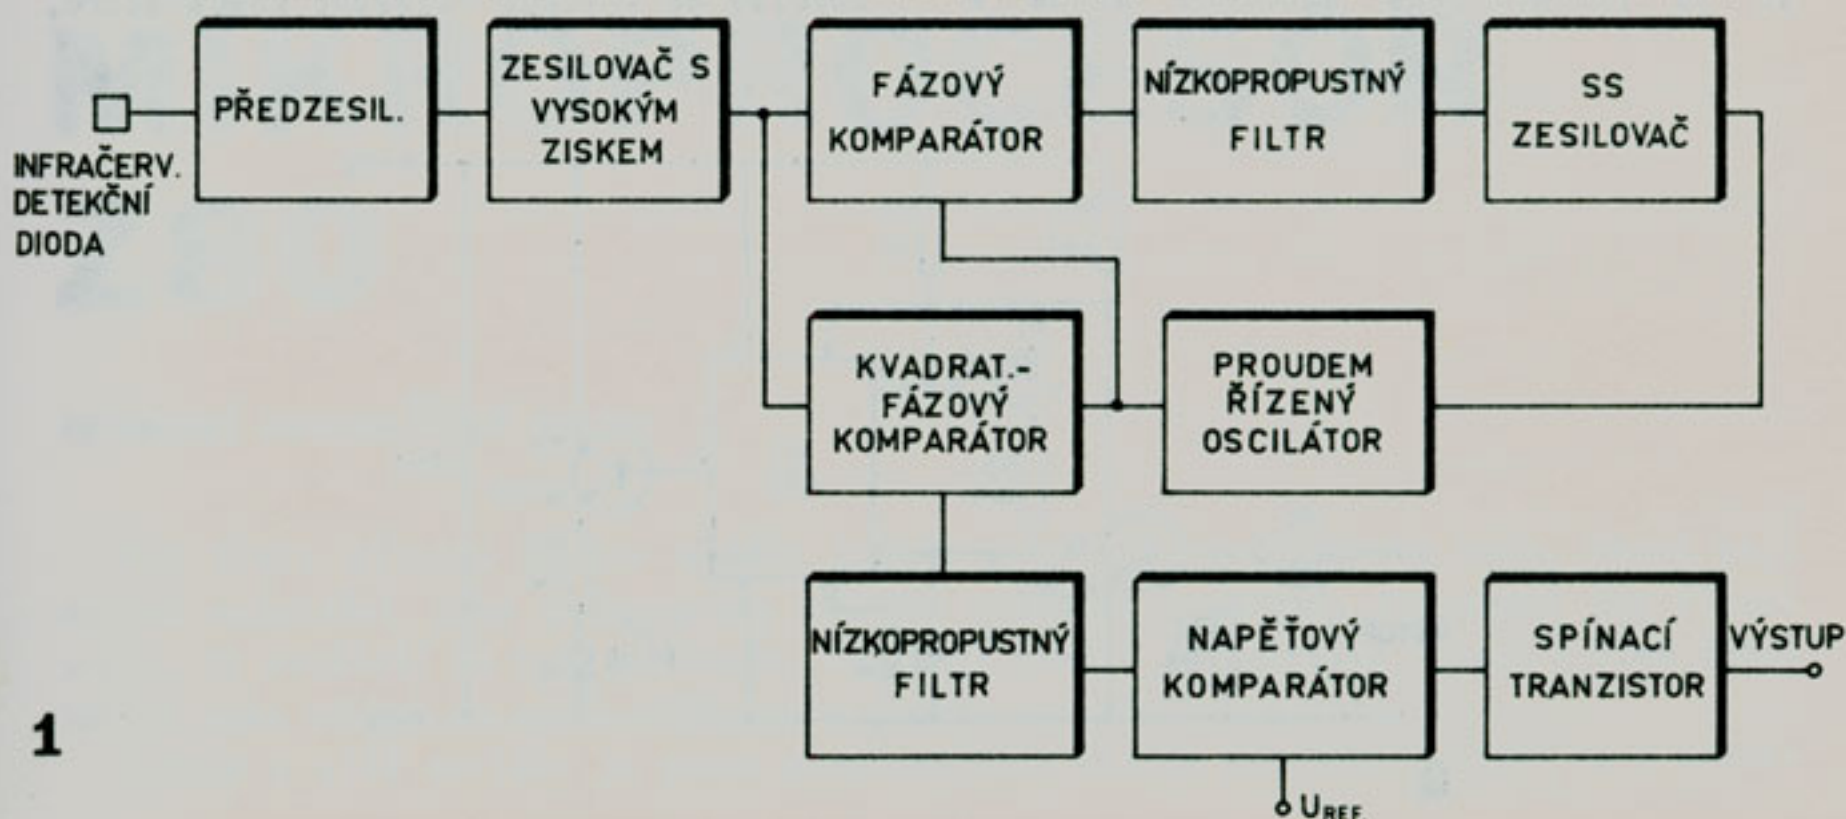 INFRAČERV.
DETEKČNÍ
DIODA
PŘEDZESIL.
ZESILOVAČ S
VYSOKÝM
ZISKEM
FÁZOVÝ
KOMPARÁTOR
NÍZKOPROPUSTNÝ
FILTR
SS
ZESILOVAČ
KVADRAT.-
FÁZOVÝ
KOMPARÁTOR
PROUDEM
ŘÍZENÝ
OSCILÁTOR
NÍZKOPROPUSTNÝ
FILTR
NAPĚŤOVÝ
KOMPARÁTOR
SPÍNACÍ
TRANZISTOR
VÝSTUP
UREF.
1